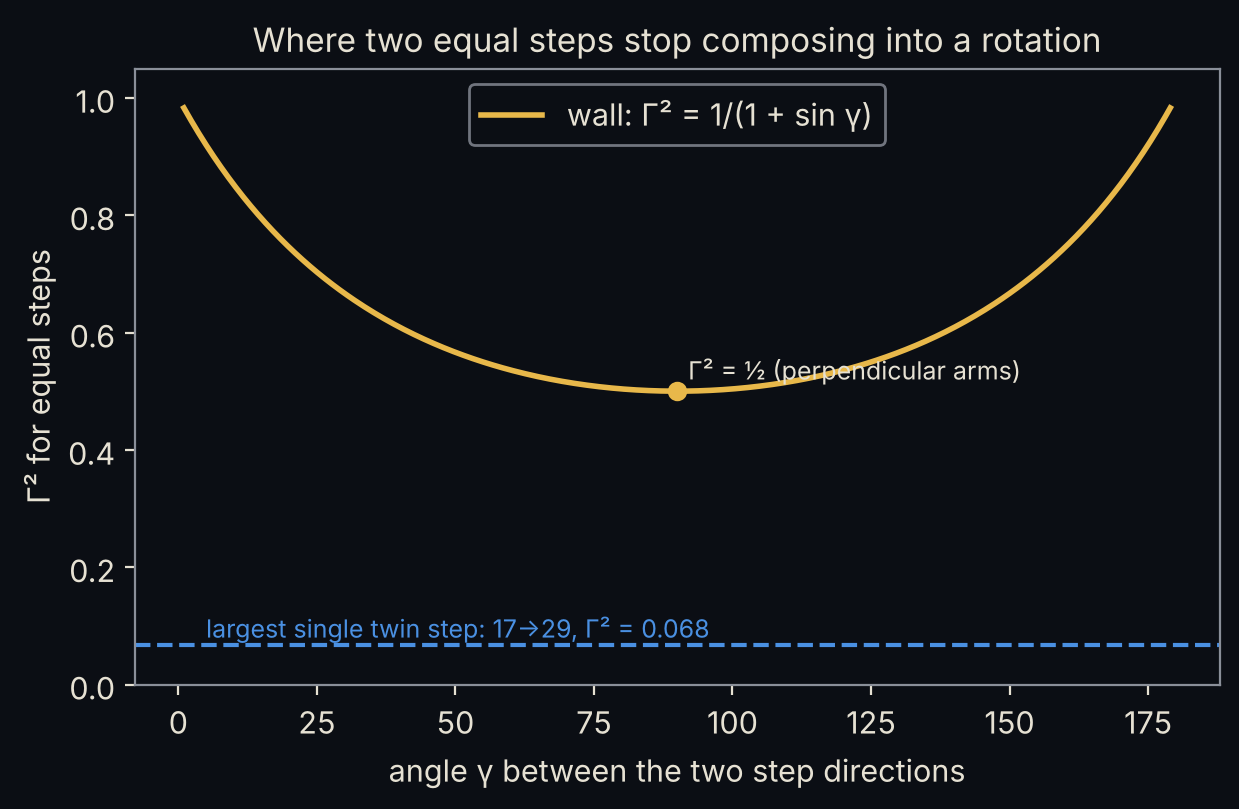 Where two equal steps stop composing into a rotation
wall: Γ² = 1/(1 + sin γ)
1.0
0.8
0.6
0.4
0.2
0.0
Γ² for equal steps
Γ² = ½ (perpendicular arms)
largest single twin step: 17→29, Γ² = 0.068
0 25 50 75 100 125 150 175
angle γ between the two step directions